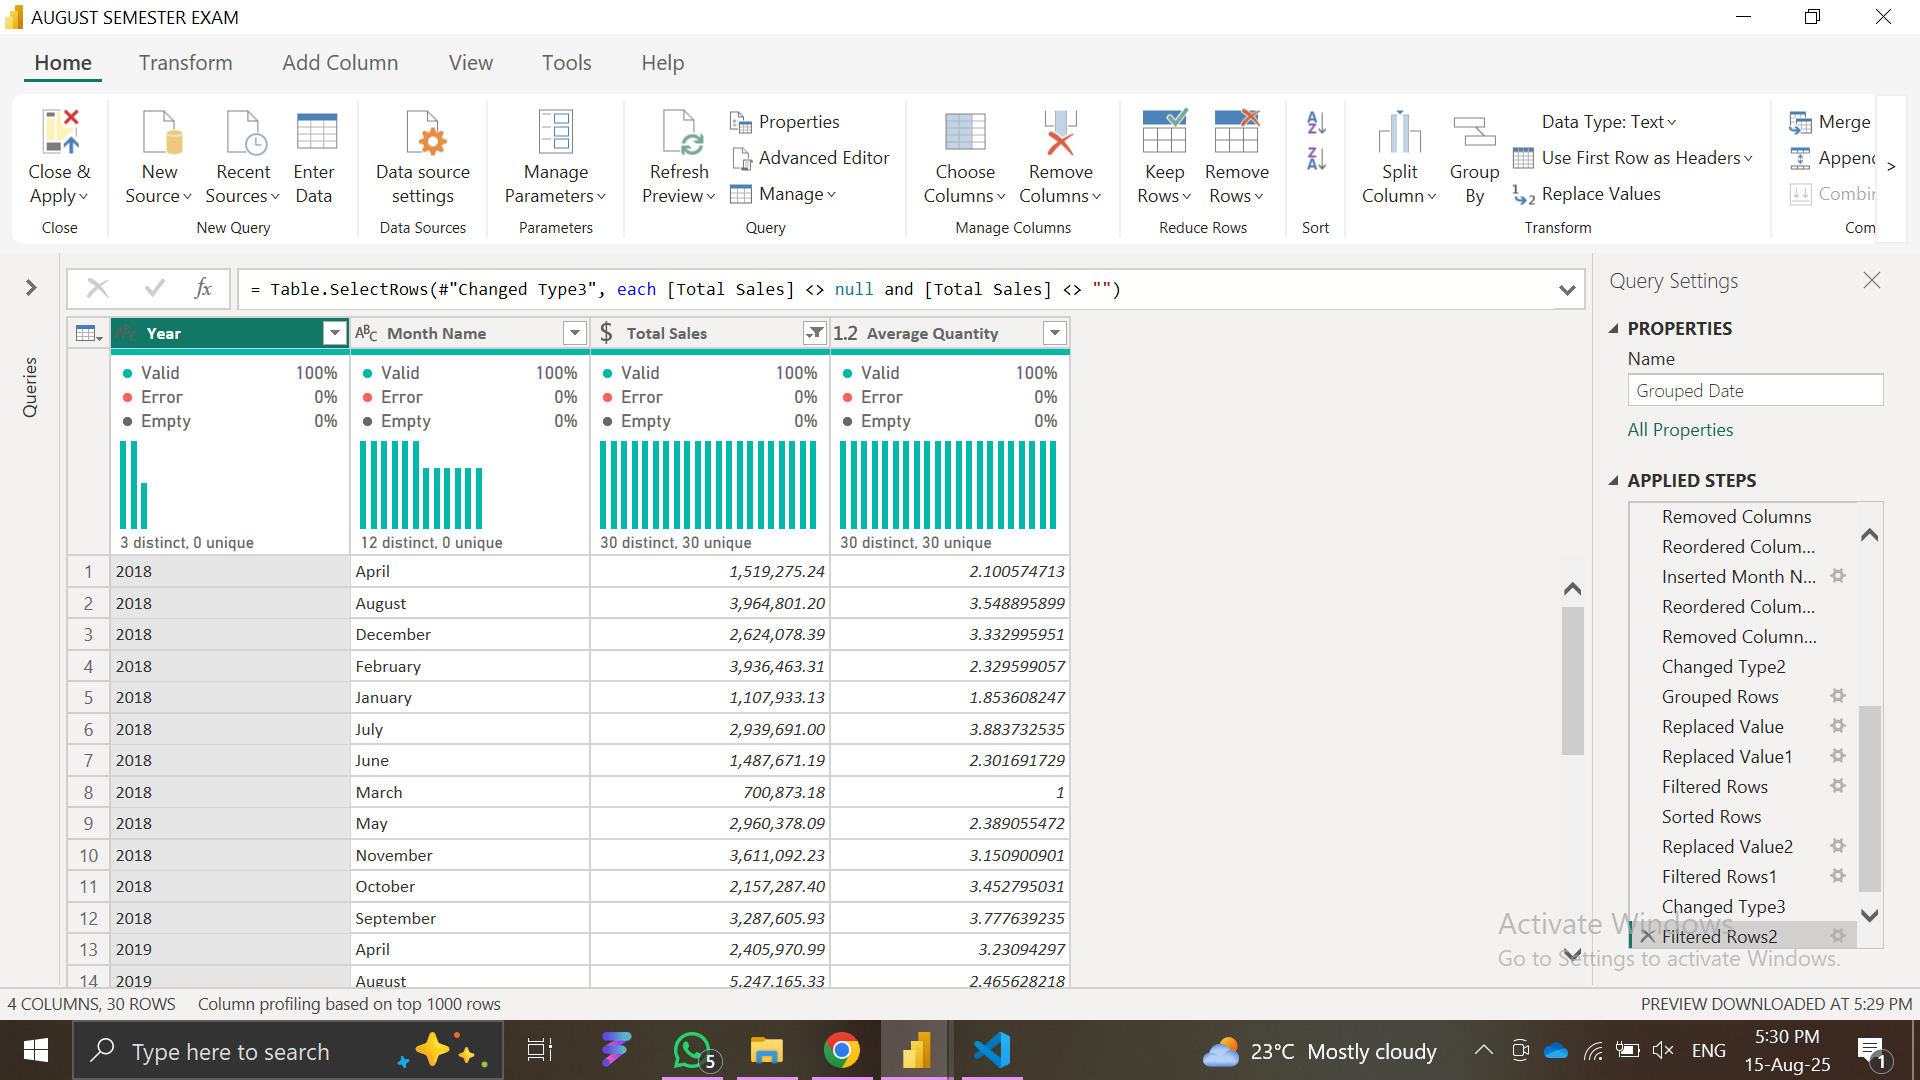 AUGUST SEMESTER EXAM
Home Transform Add Column View Tools Help
Close & Apply
Close
New Source
Recent Sources
Enter Data
New Query
Data source settings
Data Sources
Manage Parameters
Parameters
Refresh Preview
Properties
Advanced Editor
Manage
Query
Choose Columns
Remove Columns
Manage Columns
Keep Rows
Remove Rows
Reduce Rows
Sort
Split Column
Group By
Data Type: Text
Use First Row as Headers
Replace Values
Transform
Merge
Appenc
Combin
Com
= Table.SelectRows(#"Changed Type3", each [Total Sales] <> null and [Total Sales] <> "")
Queries
Year ABC Month Name $ Total Sales 1.2 Average Quantity
Valid 100% Valid 100% Valid 100% Valid 100%
Error 0% Error 0% Error 0% Error 0%
Empty 0% Empty 0% Empty 0% Empty 0%
3 distinct, 0 unique 12 distinct, 0 unique 30 distinct, 30 unique 30 distinct, 30 unique
1 2018 April 1,519,275.24 2.100574713
2 2018 August 3,964,801.20 3.548895899
3 2018 December 2,624,078.39 3.332995951
4 2018 February 3,936,463.31 2.329599057
5 2018 January 1,107,933.13 1.853608247
6 2018 July 2,939,691.00 3.883732535
7 2018 June 1,487,671.19 2.301691729
8 2018 March 700,873.18 1
9 2018 May 2,960,378.09 2.389055472
10 2018 November 3,611,092.23 3.150900901
11 2018 October 2,157,287.40 3.452795031
12 2018 September 3,287,605.93 3.777639235
13 2019 April 2,405,970.99 3.23094297
14 2019 August 5,247,165.33 2.465628218
Query Settings
PROPERTIES
Name
Grouped Date
All Properties
APPLIED STEPS
Removed Columns
Reordered Colum...
Inserted Month N...
Reordered Colum...
Removed Column...
Changed Type2
Grouped Rows
Replaced Value
Replaced Value1
Filtered Rows
Sorted Rows
Replaced Value2
Filtered Rows1
Changed Type3
Filtered Rows2
Activate Windows
Go to Settings to activate Windows.
4 COLUMNS, 30 ROWS Column profiling based on top 1000 rows PREVIEW DOWNLOADED AT 5:29 PM
Type here to search
5
23°C Mostly cloudy
ENG
5:30 PM
15-Aug-25
1